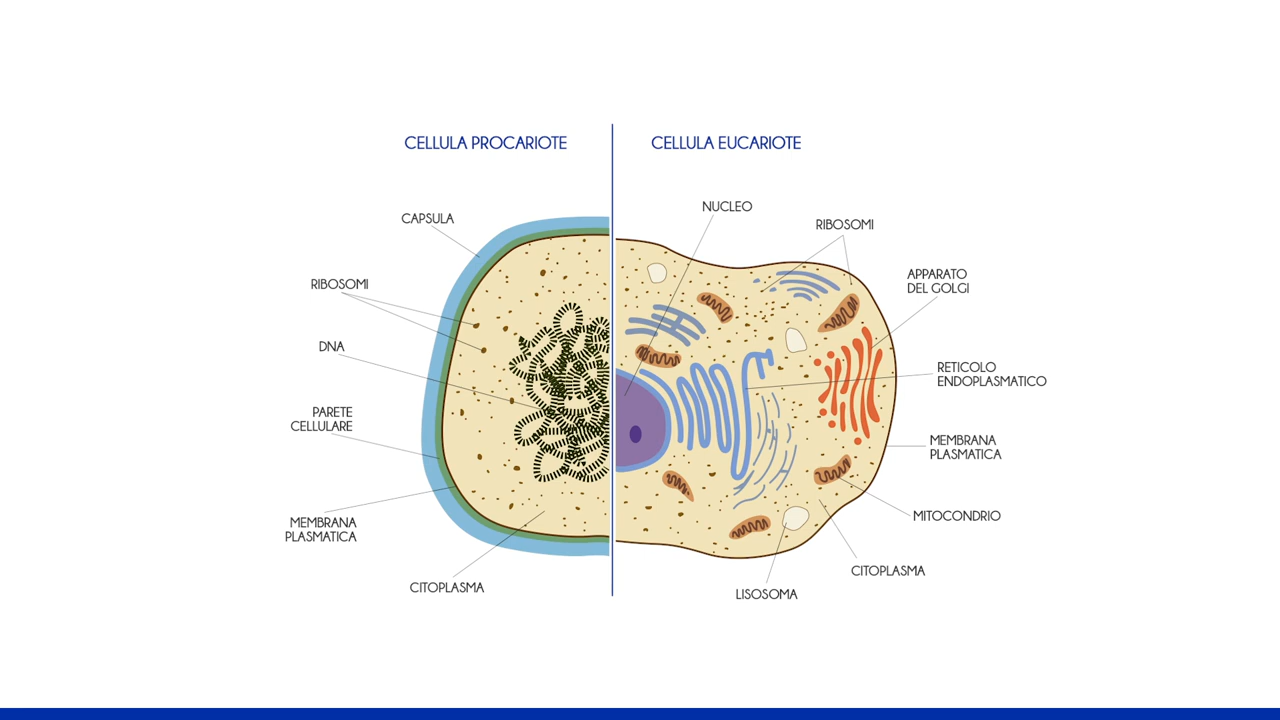 CELLULA PROCARIOTE
CELLULA EUCARIOTE
CAPSULA
RIBOSOMI
DNA
PARETE
CELLULARE
MEMBRANA
PLASMATICA
CITOPLASMA
NUCLEO
RIBOSOMI
APPARATO
DEL GOLGI
RETICOLO
ENDOPLASMATICO
MEMBRANA
PLASMATICA
MITOCONDRIO
CITOPLASMA
LISOSOMA